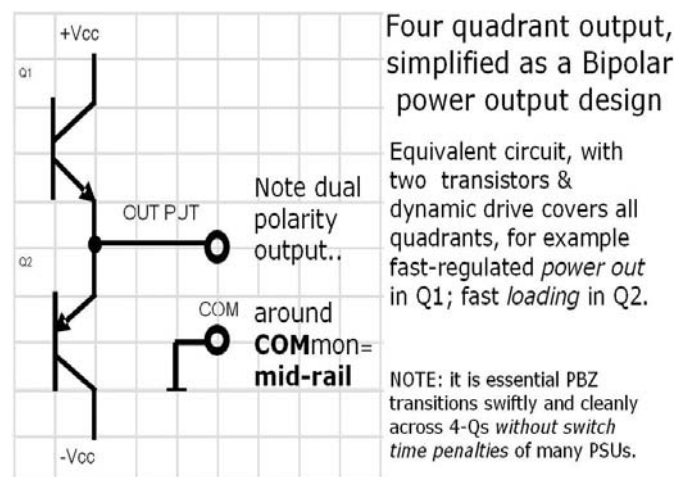 +Vcc
Q1
OUTPUT
Q2
COM
-Vcc
Note dual
polarity
output..
around
COMmon=
mid-rail
Four quadrant output,
simplified as a Bipolar
power output design
Equivalent circuit, with
two transistors &
dynamic drive covers all
quadrants, for example
fast-regulated power out
in Q1; fast loading in Q2.
NOTE: it is essential PBZ
transitions swiftly and cleanly
across 4-Qs without switch
time penalties of many PSUs.